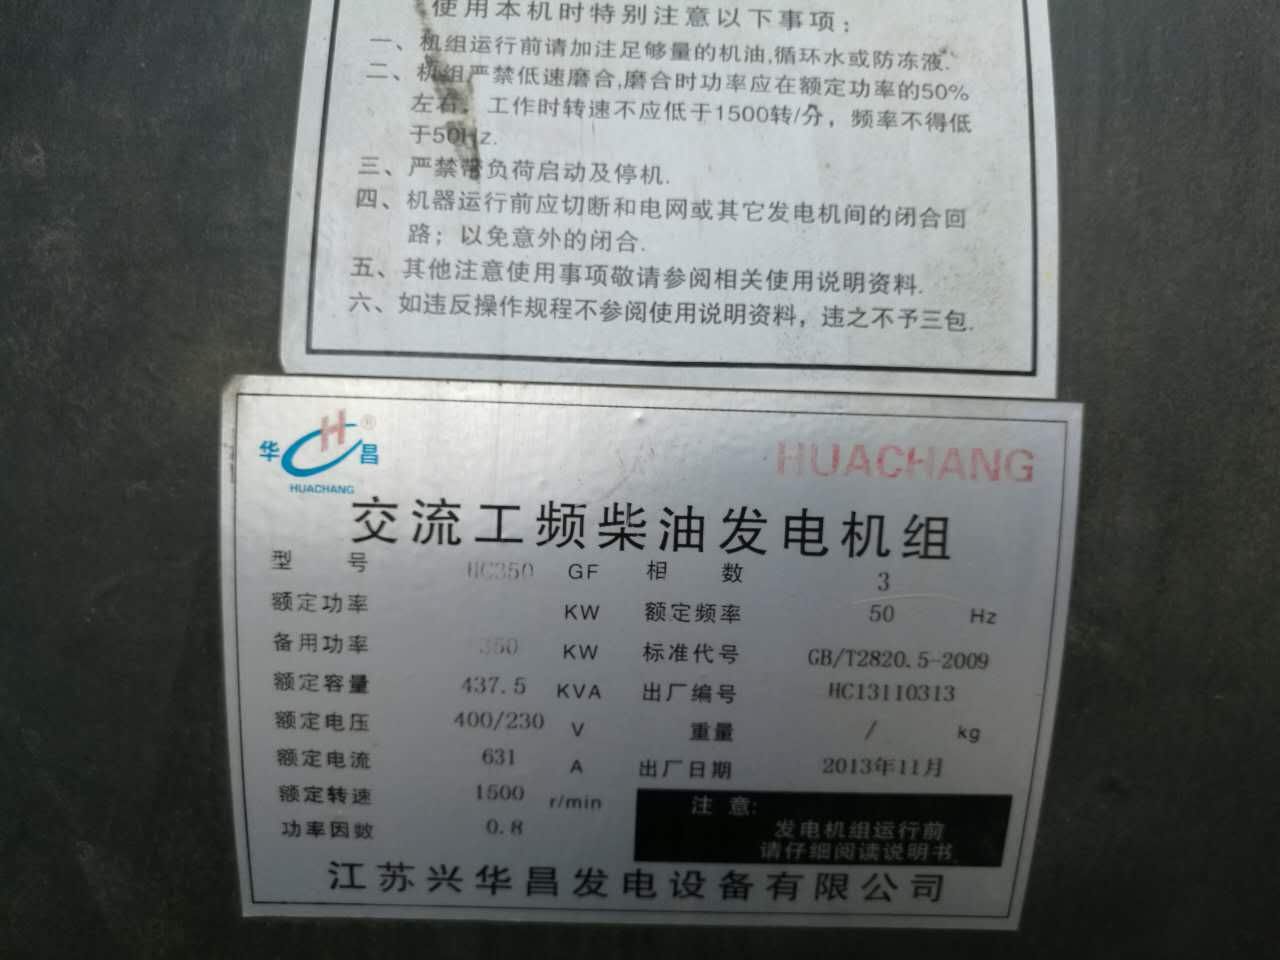 使用本机时特别注意以下事项：
一、机组运行前请加注足够量的机油,循环水或防冻液.
二、机组严禁低速磨合,磨合时功率应在额定功率的50%
左右，工作时转速不应低于1500转/分，频率不得低
于50Hz.
三、严禁带负荷启动及停机.
四、机器运行前应切断和电网或其它发电机间的闭合回
路；以免意外的闭合.
五、其他注意使用事项敬请参阅相关使用说明资料.
六、如违反操作规程不参阅使用说明资料，违之不予三包.
华 H ® 昌
HUACHANG
HUACHANG
交流工频柴油发电机组
型号 HC350 GF 相数 3
额定功率 KW 额定频率 50 Hz
备用功率 350 KW 标准代号 GB/T2820.5-2009
额定容量 437.5 KVA 出厂编号 HC13110313
额定电压 400/230 V 重量 / kg
额定电流 631 A 出厂日期 2013年11月
额定转速 1500 r/min
功率因数 0.8
注意:
发电机组运行前
请仔细阅读说明书.
江苏兴华昌发电设备有限公司